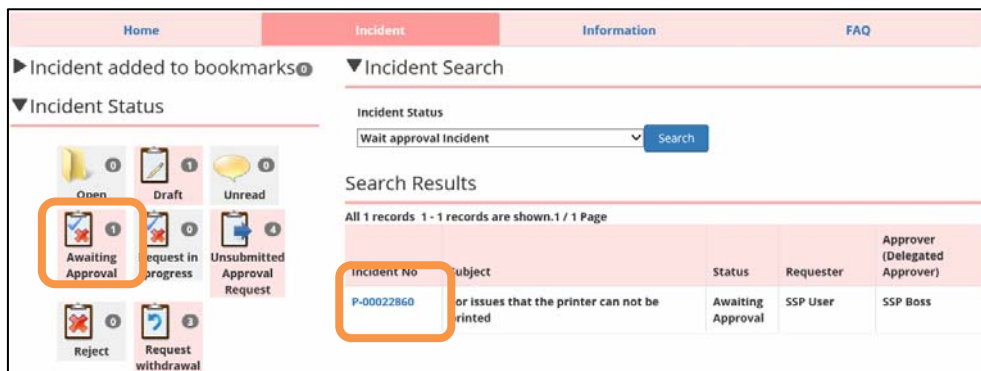 Home Incident Information FAQ
▶Incident added to bookmarks 0
▼Incident Status
0 1 0
Open Draft Unread
1 0 4
Awaiting Approval
Request in progress
Unsubmitted Approval Request
0 3
Reject
Request withdrawal
▼Incident Search
Incident Status
Wait approval Incident Search
Search Results
All 1 records 1 - 1 records are shown.1 / 1 Page
Incident No Subject Status Requester Approver (Delegated Approver)
P-00022860 or issues that the printer can not be printed Awaiting Approval SSP User SSP Boss